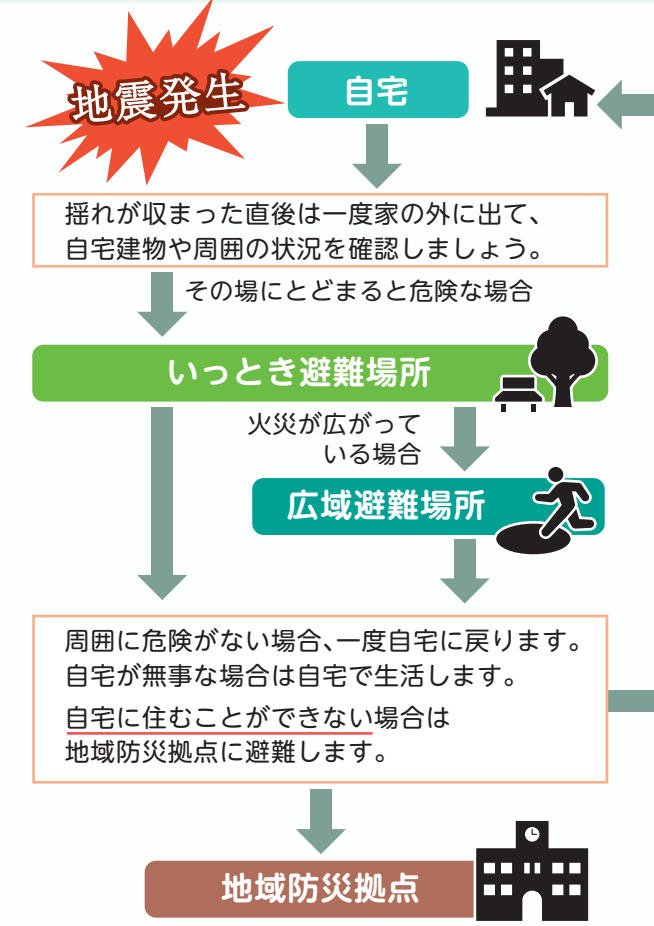 地震発生
自宅
揺れが収まった直後は一度家の外に出て、
自宅建物や周囲の状況を確認しましょう。
その場にとどまると危険な場合
いっとき避難場所
火災が広がって
いる場合
広域避難場所
周囲に危険がない場合、一度自宅に戻ります。
自宅が無事な場合は自宅で生活します。
自宅に住むことができない場合は
地域防災拠点に避難します。
地域防災拠点